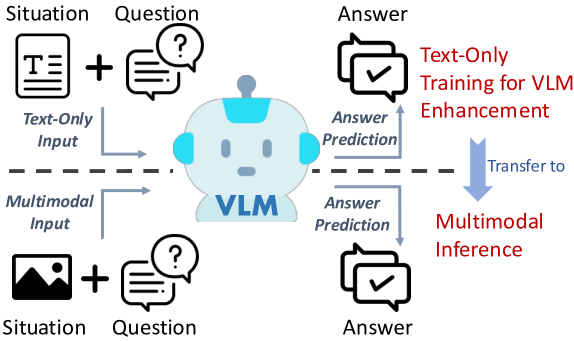 Situation
Question
Answer
T
?
Text-Only
Training for VLM
Enhancement
Text-Only
Input
Answer
Prediction
Transfer to
VLM
Multimodal
Input
Answer
Prediction
Multimodal
Inference
?
Situation
Question
Answer